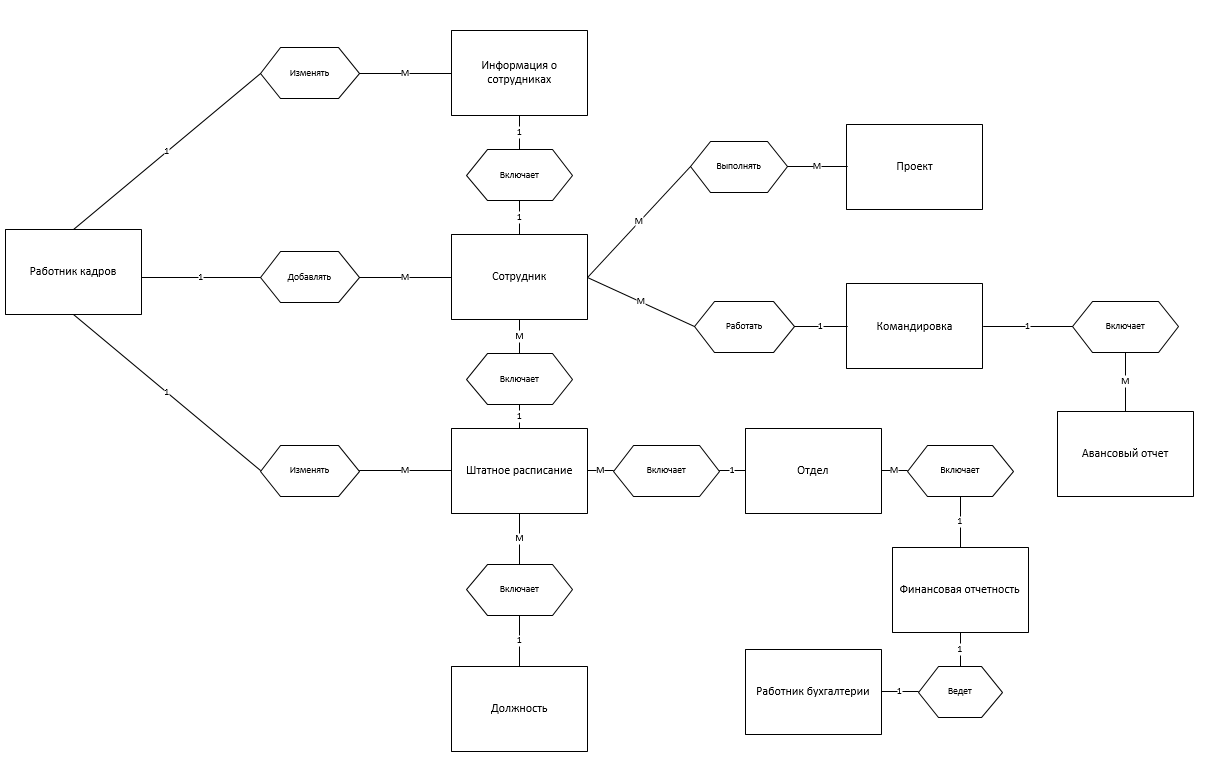 Информация о
сотрудниках
Изменять
М
1
1
Включает
1
Выполнять
М
Проект
М
Работник кадров
1
Добавлять
М
Сотрудник
М
Работать
1
Командировка
1
Включает
М
М
Включает
1
1
Авансовый отчет
Изменять
М
Штатное расписание
М
Включает
1
Отдел
М
Включает
1
М
Включает
1
Финансовая отчетность
1
Работник бухгалтерии
1
Ведет
Должность